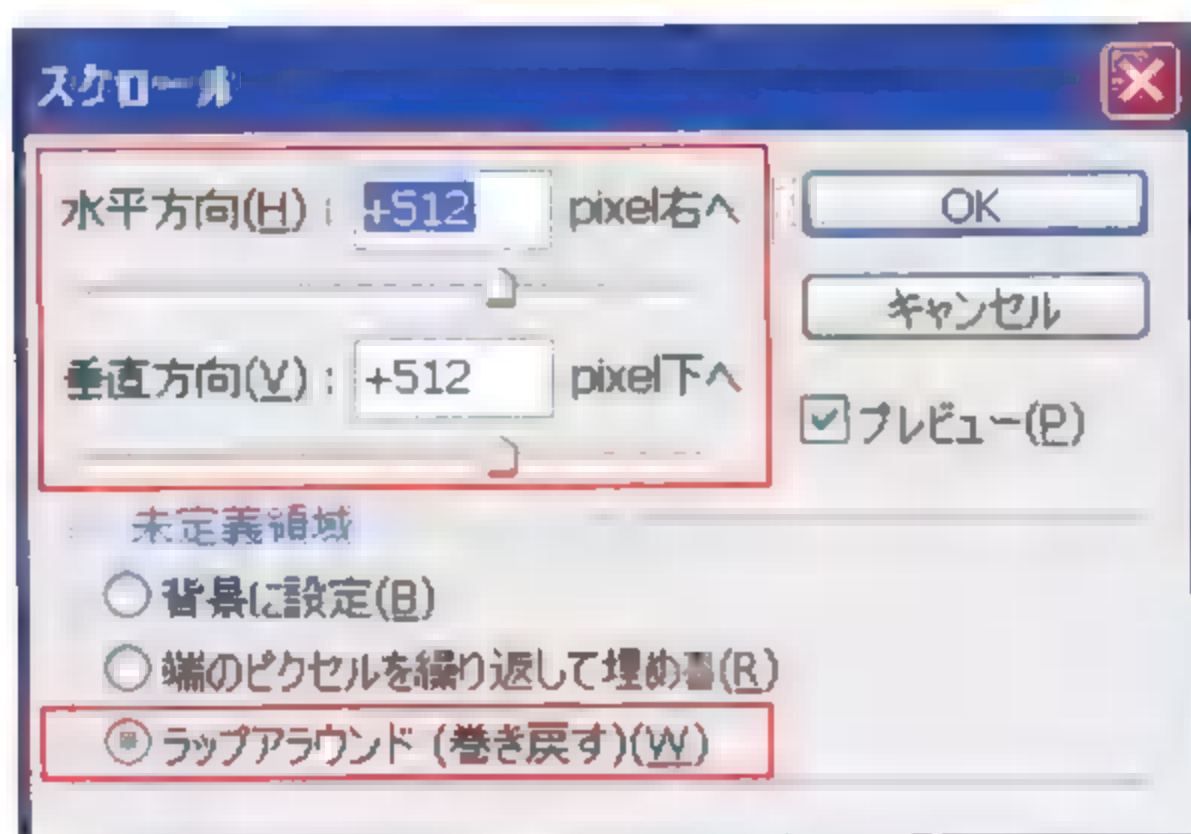 スクロール
水平方向(H): +512 pixel右へ
OK
キャンセル
垂直方向(V): +512 pixel下へ
プレビュー(P)
未定義領域
背景に設定(B)
端のピクセルを繰り返して埋める(R)
ラップアラウンド (巻き戻す)(W)